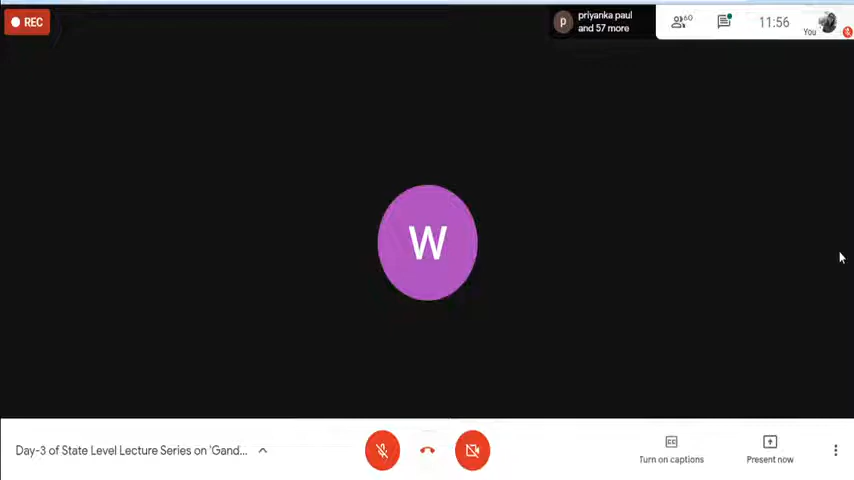 REC
p
priyanka paul
and 57 more
60
11:56
You
W
Day-3 of State Level Lecture Series on 'Gand...
CC
Turn on captions
Present now